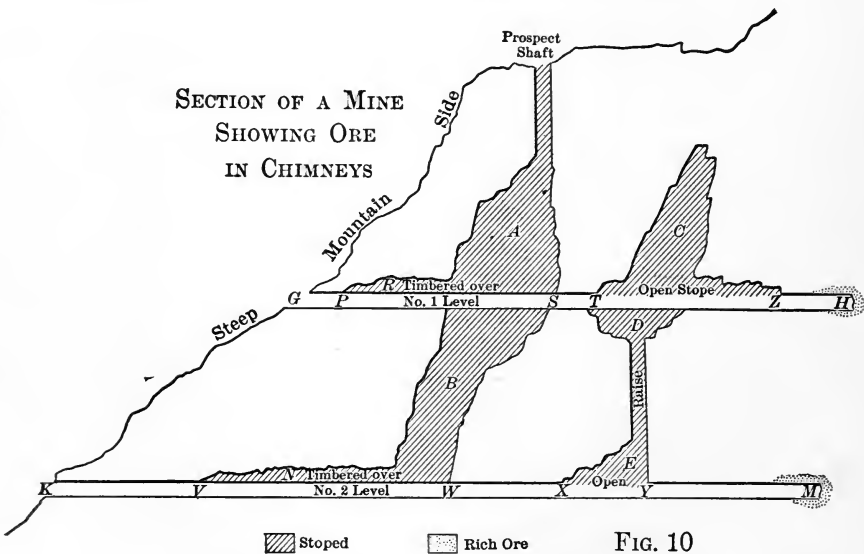 Prospect
Shaft
SECTION OF A MINE
SHOWING ORE
IN CHIMNEYS
Steep Mountain Side
A
C
R Timbered over
Open Stope
G P No. 1 Level S T Z H
D
B
Raise
N Timbered over
E
Open
K V No. 2 Level W X Y M
Stoped
Rich Ore
FIG. 10